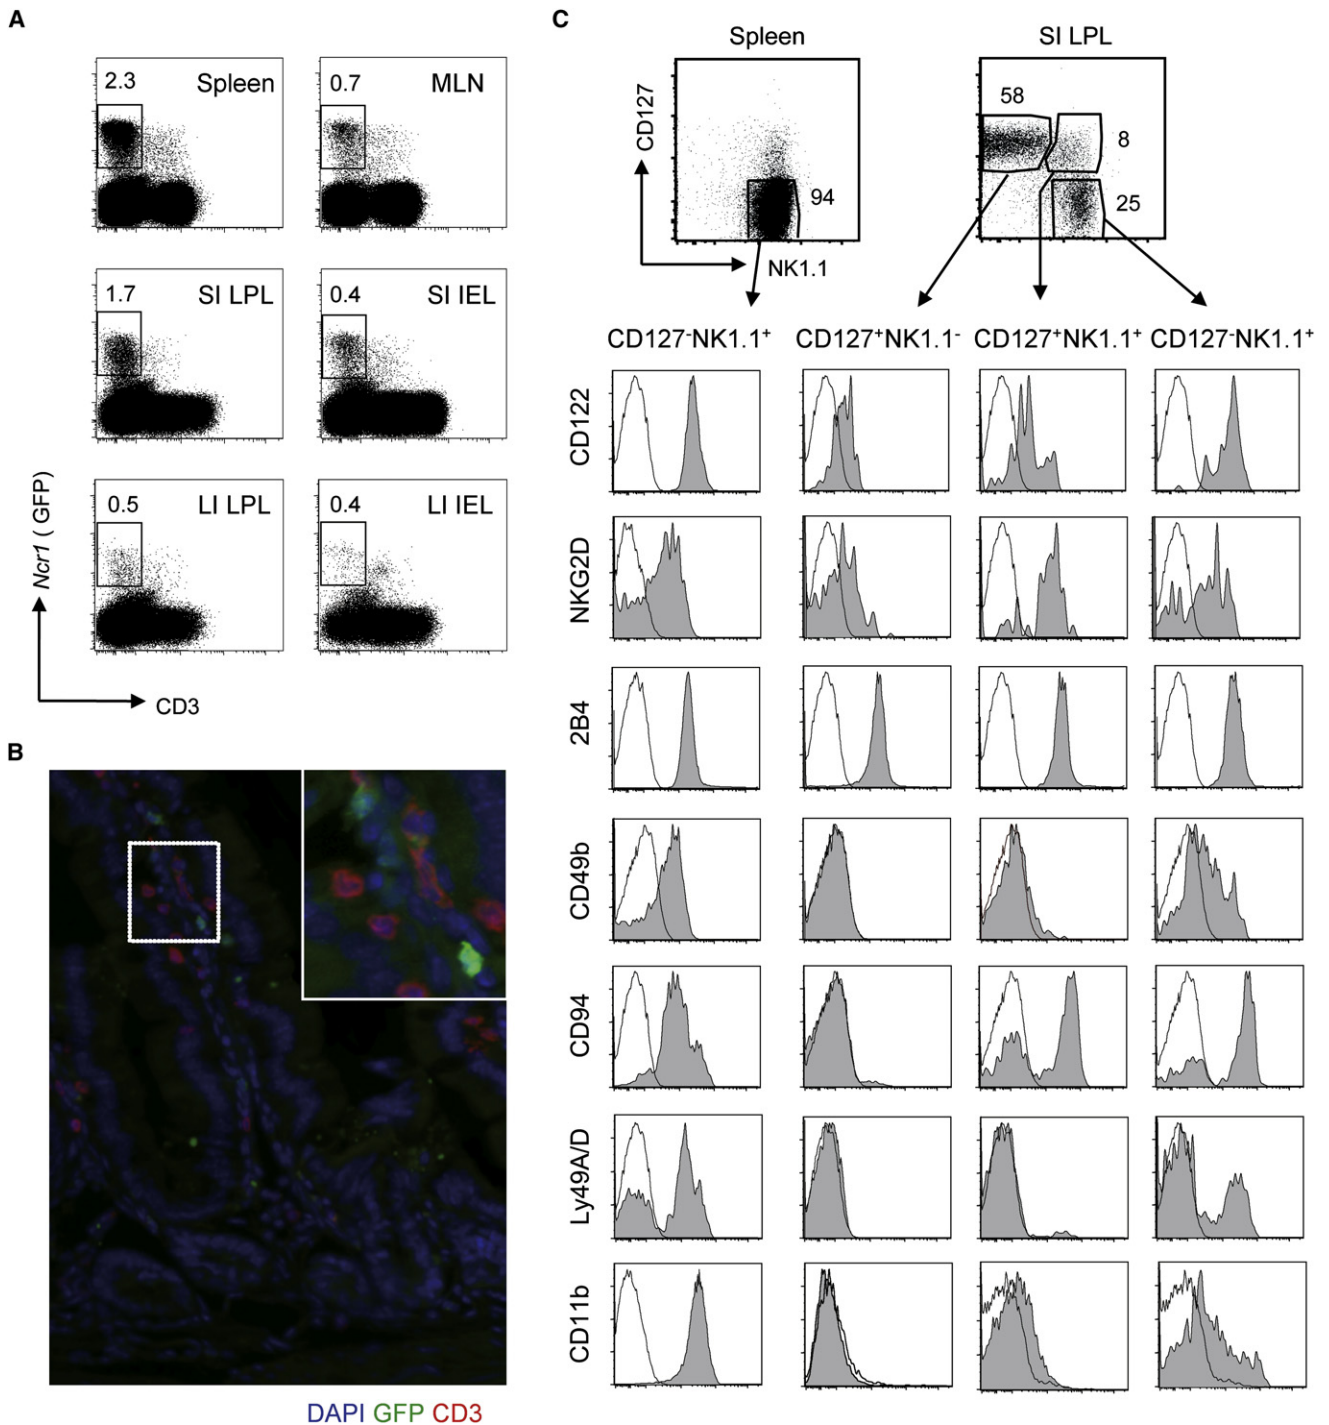 A
2.3 Spleen
0.7 MLN
1.7 SI LPL
0.4 SI IEL
0.5 LI LPL
0.4 LI IEL
Ncr1 ( GFP)
CD3
B
DAPI GFP CD3
C
Spleen
SI LPL
CD127
94
NK1.1
58
8
25
CD127-NK1.1+
CD127+NK1.1-
CD127+NK1.1+
CD127-NK1.1+
CD122
NKG2D
2B4
CD49b
CD94
Ly49A/D
CD11b